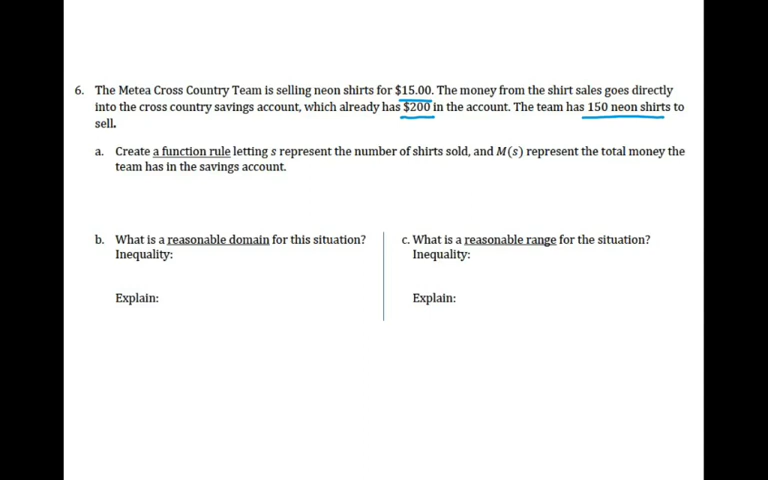 6. The Metea Cross Country Team is selling neon shirts for $15.00. The money from the shirt sales goes directly
into the cross country savings account, which already has $200 in the account. The team has 150 neon shirts to
sell.
a. Create a function rule letting s represent the number of shirts sold, and M(s) represent the total money the
team has in the savings account.
b. What is a reasonable domain for this situation?
Inequality:
Explain:
c. What is a reasonable range for the situation?
Inequality:
Explain: